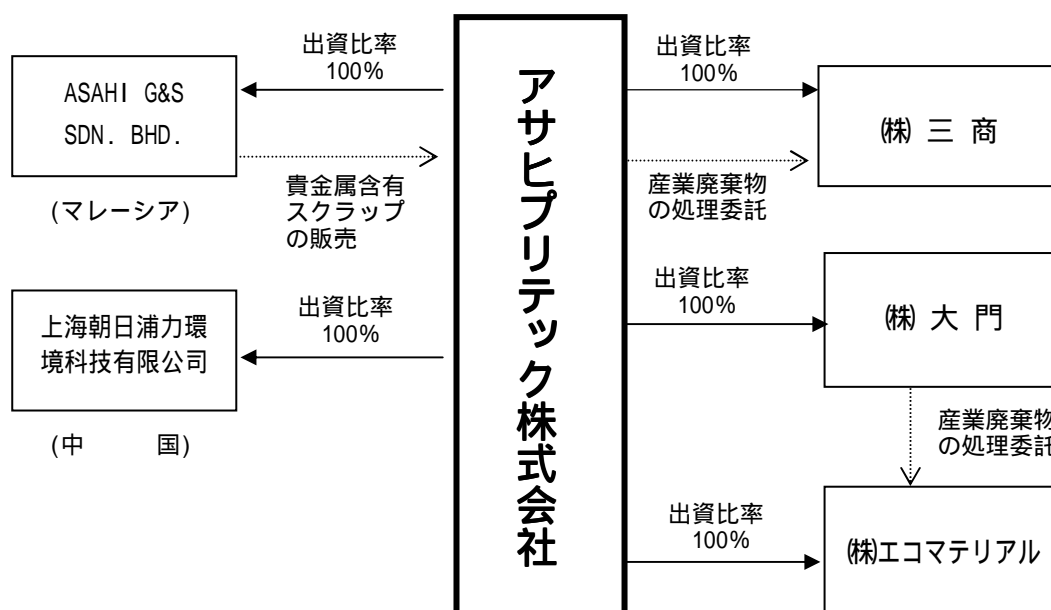 出資比率
100%
ASAHI G&S
SDN. BHD.
貴金属含有
スクラップ
の販売
(マレーシア)
出資比率
100%
上海朝日浦力環
境科技有限公司
(中 国)
アサヒプリテック株式会社
出資比率
100%
㈱ 三 商
産業廃棄物
の処理委託
出資比率
100%
㈱ 大 門
産業廃棄物
の処理委託
出資比率
100%
㈱エコマテリアル